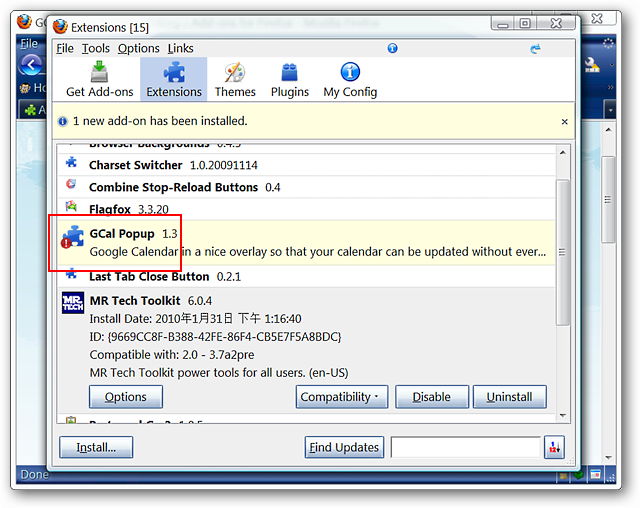 GC
Extensions [15]
File
File Tools Options Links
Get Add-ons Extensions Themes Plugins My Config
Ho
A
1 new add-on has been installed.
Browser Backgrounds 0.4.3
Charset Switcher 1.0.20091114
Combine Stop-Reload Buttons 0.4
Flagfox 3.3.20
GCal Popup 1.3
Google Calendar in a nice overlay so that your calendar can be updated without ever...
Last Tab Close Button 0.2.1
MR TECH
MR Tech Toolkit 6.0.4
Install Date: 2010年1月31日 下午 1:16:40
ID: {9669CC8F-B388-42FE-86F4-CB5E7F5A8BDC}
Compatible with: 2.0 - 3.7a2pre
MR Tech Toolkit power tools for all users. (en-US)
Options Compatibility Disable Uninstall
Install... Find Updates
Done